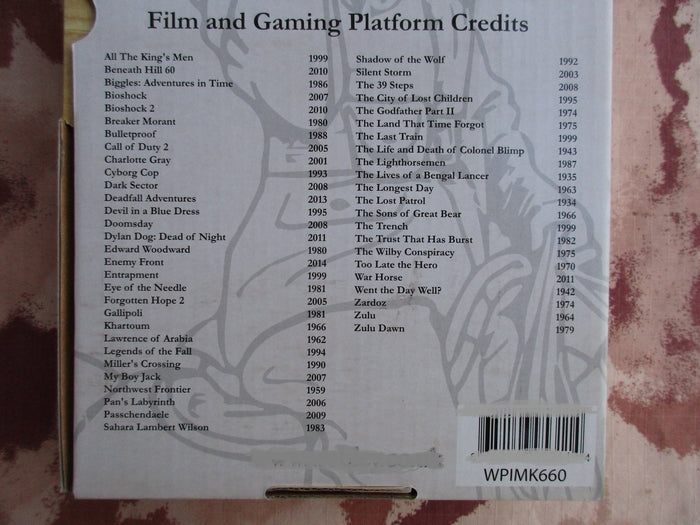 Film and Gaming Platform Credits
All The King's Men 1999
Beneath Hill 60 2010
Biggles: Adventures in Time 1986
Bioshock 2007
Bioshock 2 2010
Breaker Morant 1980
Bulletproof 1988
Call of Duty 2 2005
Charlotte Gray 2001
Cyborg Cop 1993
Dark Sector 2008
Deadfall Adventures 2013
Devil in a Blue Dress 1995
Doomsday 2008
Dylan Dog: Dead of Night 2011
Edward Woodward 1980
Enemy Front 2014
Entrapment 1999
Eye of the Needle 1981
Forgotten Hope 2 2005
Gallipoli 1981
Khartoum 1966
Lawrence of Arabia 1962
Legends of the Fall 1994
Miller's Crossing 1990
My Boy Jack 2007
Northwest Frontier 1959
Pan's Labyrinth 2006
Passchendaele 2009
Sahara Lambert Wilson 1983
Shadow of the Wolf 1992
Silent Storm 2003
The 39 Steps 2008
The City of Lost Children 1995
The Godfather Part II 1974
The Land That Time Forgot 1975
The Last Train 1999
The Life and Death of Colonel Blimp 1943
The Lighthorsemen 1987
The Lives of a Bengal Lancer 1935
The Longest Day 1963
The Lost Patrol 1934
The Sons of Great Bear 1966
The Trench 1999
The Trust That Has Burst 1982
The Wilby Conspiracy 1975
Too Late the Hero 1970
War Horse 2011
Went the Day Well? 1942
Zardoz 1974
Zulu 1964
Zulu Dawn 1979
WPIMK660